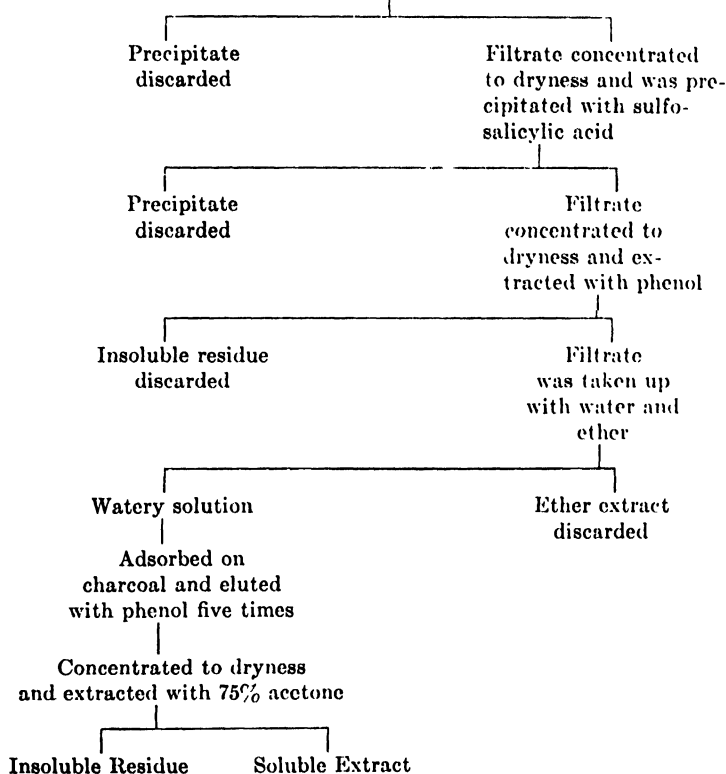 Precipitate
discarded
Filtrate concentrated
to dryness and was pre-
cipitated with sulfo-
salicylic acid
Precipitate
discarded
Filtrate
concentrated to
dryness and ex-
tracted with phenol
Insoluble residue
discarded
Filtrate
was taken up
with water and
ether
Watery solution
Ether extract
discarded
Adsorbed on
charcoal and eluted
with phenol five times
Concentrated to dryness
and extracted with 75% acetone
Insoluble Residue
Soluble Extract